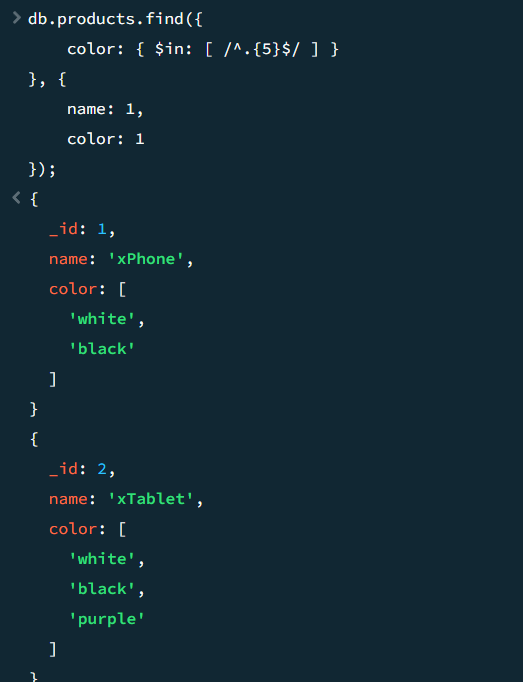 > db.products.find({
color: { $in: [ /^.{5}$/ ] }
}, {
name: 1,
color: 1
});
< {
_id: 1,
name: 'xPhone',
color: [
'white',
'black'
]
}
{
_id: 2,
name: 'xTablet',
color: [
'white',
'black',
'purple'
]
}